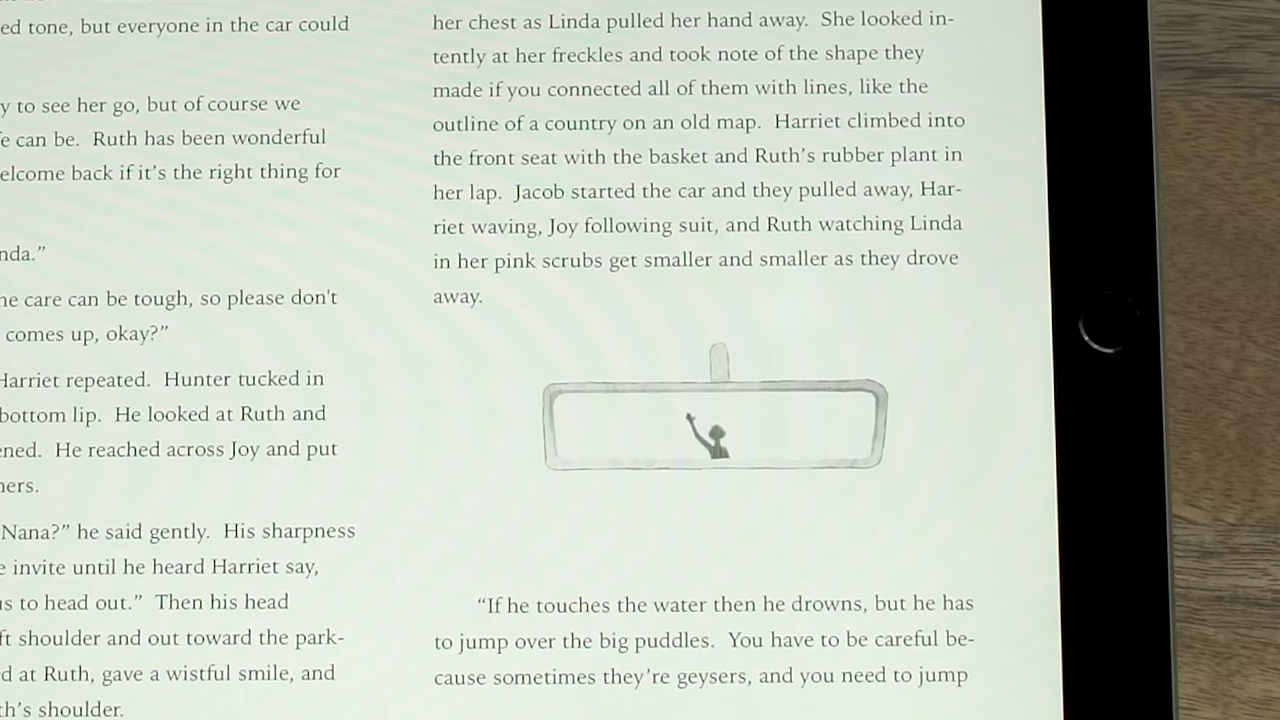 ed tone, but everyone in the car could
y to see her go, but of course we
e can be. Ruth has been wonderful
elcome back if it's the right thing for
nda.”
ne care can be tough, so please don't
comes up, okay?”
Harriet repeated. Hunter tucked in
bottom lip. He looked at Ruth and
ened. He reached across Joy and put
hers.
Nana?” he said gently. His sharpness
e invite until he heard Harriet say,
us to head out.” Then his head
ft shoulder and out toward the park-
d at Ruth, gave a wistful smile, and
th’s shoulder.
her chest as Linda pulled her hand away. She looked in-
tently at her freckles and took note of the shape they
made if you connected all of them with lines, like the
outline of a country on an old map. Harriet climbed into
the front seat with the basket and Ruth’s rubber plant in
her lap. Jacob started the car and they pulled away, Har-
riet waving, Joy following suit, and Ruth watching Linda
in her pink scrubs get smaller and smaller as they drove
away.
“If he touches the water then he drowns, but he has
to jump over the big puddles. You have to be careful be-
cause sometimes they’re geysers, and you need to jump